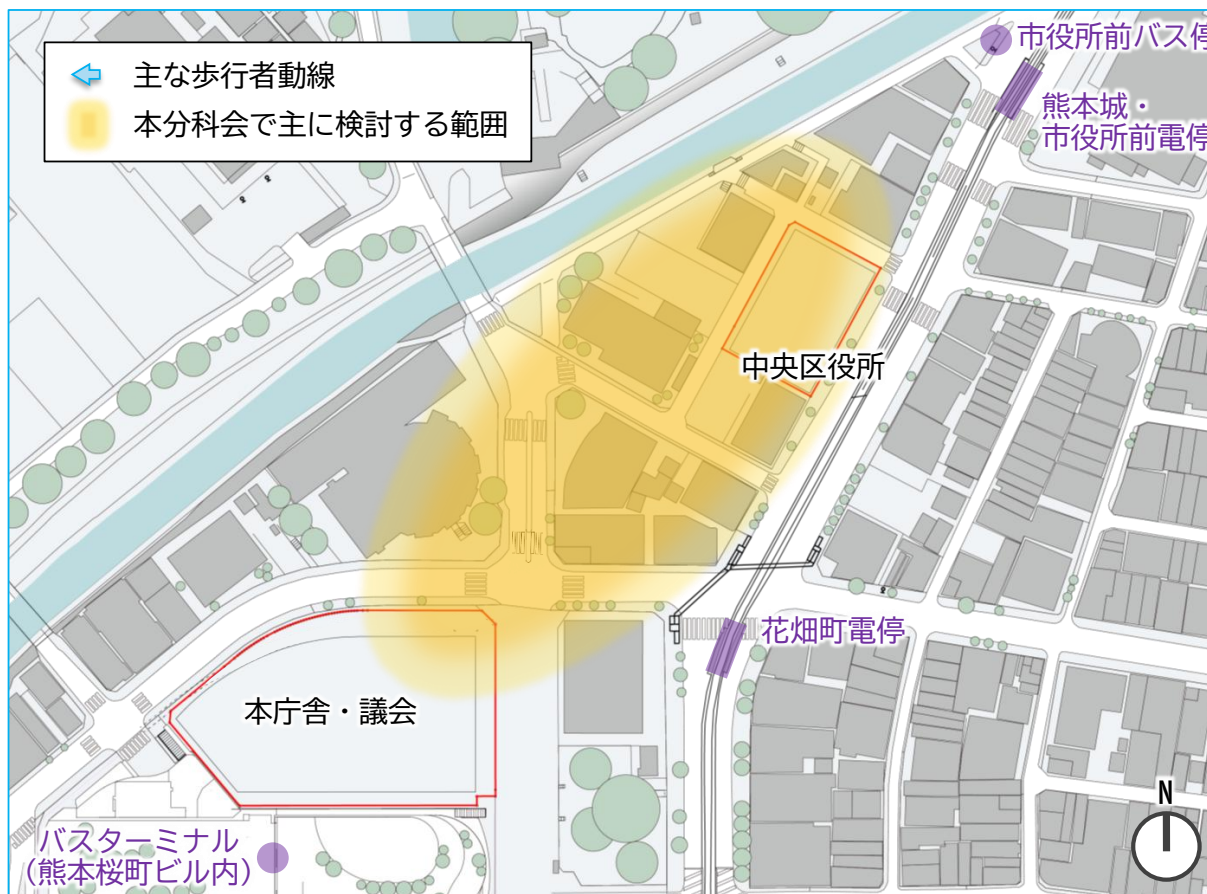 主な歩行者動線
本分科会で主に検討する範囲
市役所前バス停
熊本城・
市役所前電停
中央区役所
花畑町電停
本庁舎・議会
バスターミナル
(熊本桜町ビル内)
N